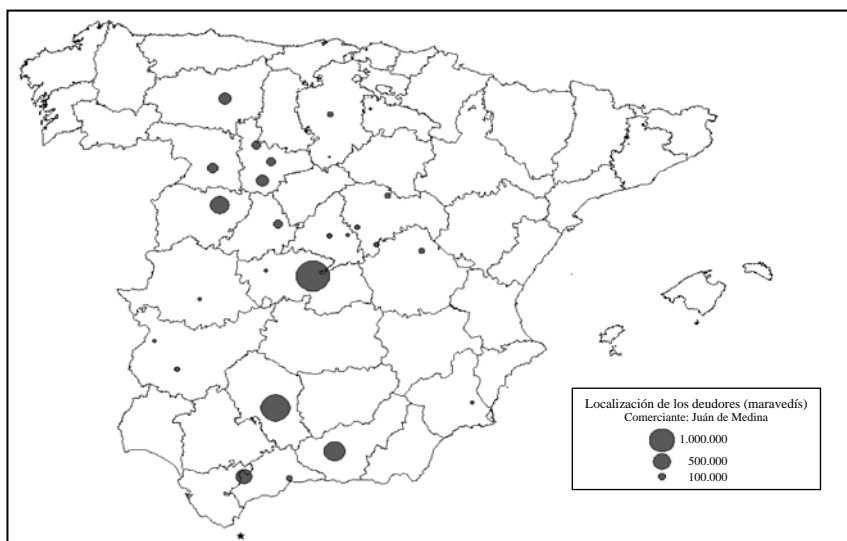 Localización de los deudores (maravedís)
Comerciante: Juán de Medina
1.000.000
500.000
100.000